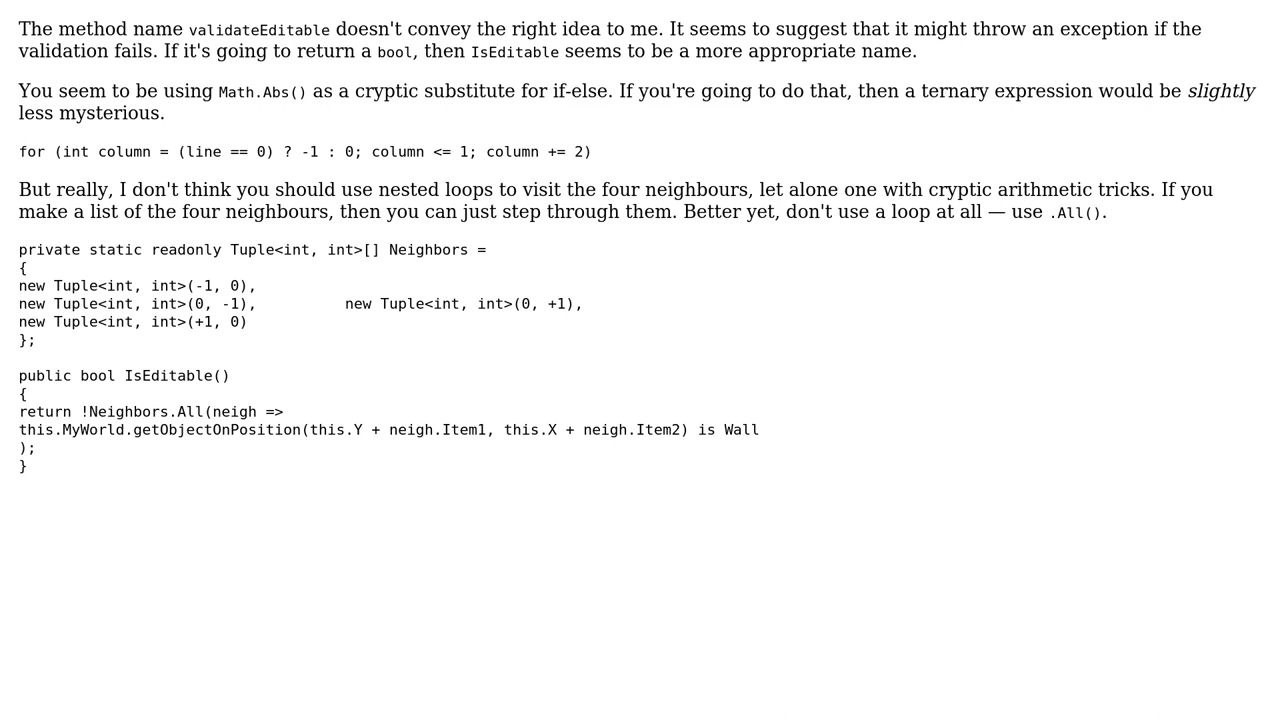 The method name validateEditable doesn't convey the right idea to me. It seems to suggest that it might throw an exception if the
validation fails. If it's going to return a bool, then IsEditable seems to be a more appropriate name.
You seem to be using Math.Abs() as a cryptic substitute for if-else. If you're going to do that, then a ternary expression would be slightly
less mysterious.
for (int column = (line == 0) ? -1 : 0; column <= 1; column += 2)
But really, I don't think you should use nested loops to visit the four neighbours, let alone one with cryptic arithmetic tricks. If you
make a list of the four neighbours, then you can just step through them. Better yet, don't use a loop at all — use .All().
private static readonly Tuple<int, int>[] Neighbors =
{
new Tuple<int, int>(-1, 0),
new Tuple<int, int>(0, -1),          new Tuple<int, int>(0, +1),
new Tuple<int, int>(+1, 0)
};
public bool IsEditable()
{
return !Neighbors.All(neigh =>
this.MyWorld.getObjectOnPosition(this.Y + neigh.Item1, this.X + neigh.Item2) is Wall
);
}